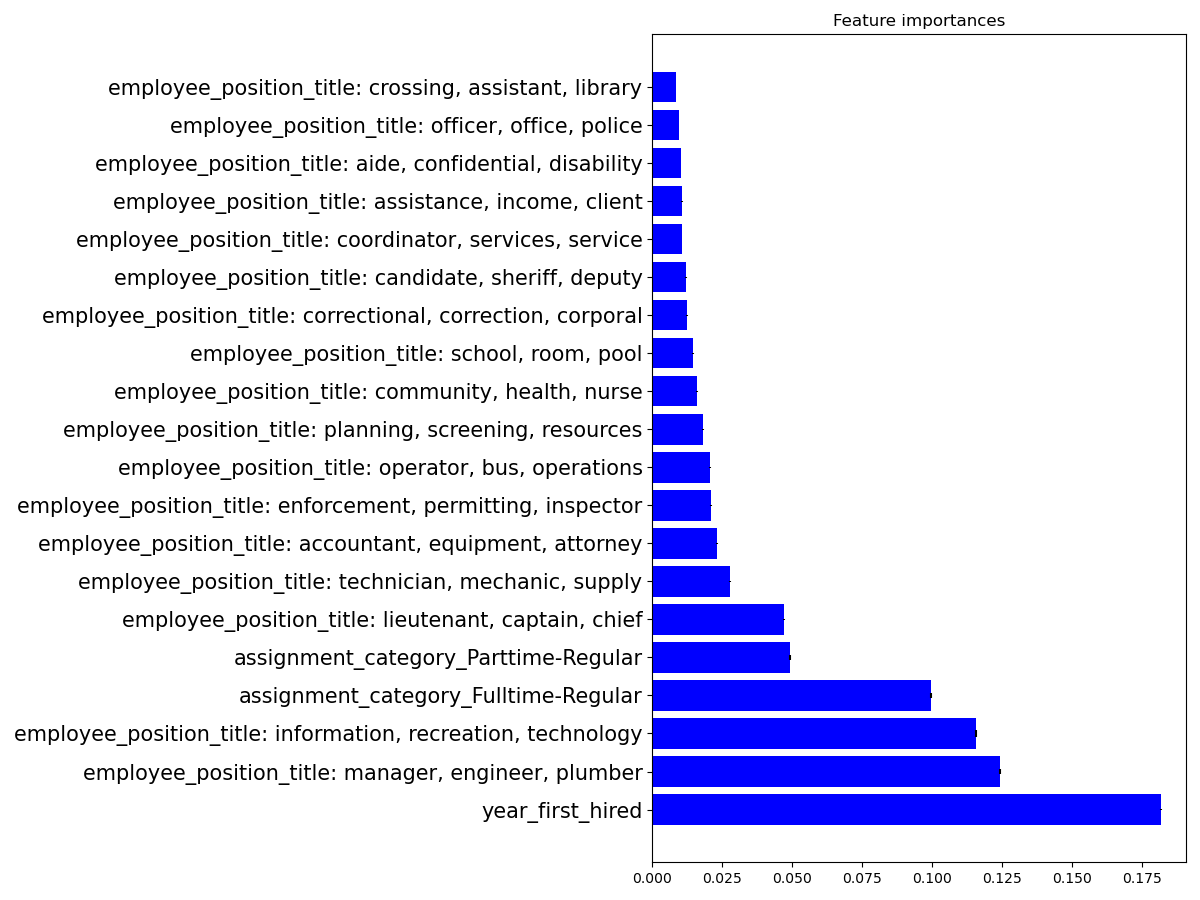 Feature importances
employee_position_title: crossing, assistant, library
employee_position_title: officer, office, police
employee_position_title: aide, confidential, disability
employee_position_title: assistance, income, client
employee_position_title: coordinator, services, service
employee_position_title: candidate, sheriff, deputy
employee_position_title: correctional, correction, corporal
employee_position_title: school, room, pool
employee_position_title: community, health, nurse
employee_position_title: planning, screening, resources
employee_position_title: operator, bus, operations
employee_position_title: enforcement, permitting, inspector
employee_position_title: accountant, equipment, attorney
employee_position_title: technician, mechanic, supply
employee_position_title: lieutenant, captain, chief
assignment_category_Parttime-Regular
assignment_category_Fulltime-Regular
employee_position_title: information, recreation, technology
employee_position_title: manager, engineer, plumber
year_first_hired
0.000 0.025 0.050 0.075 0.100 0.125 0.150 0.175